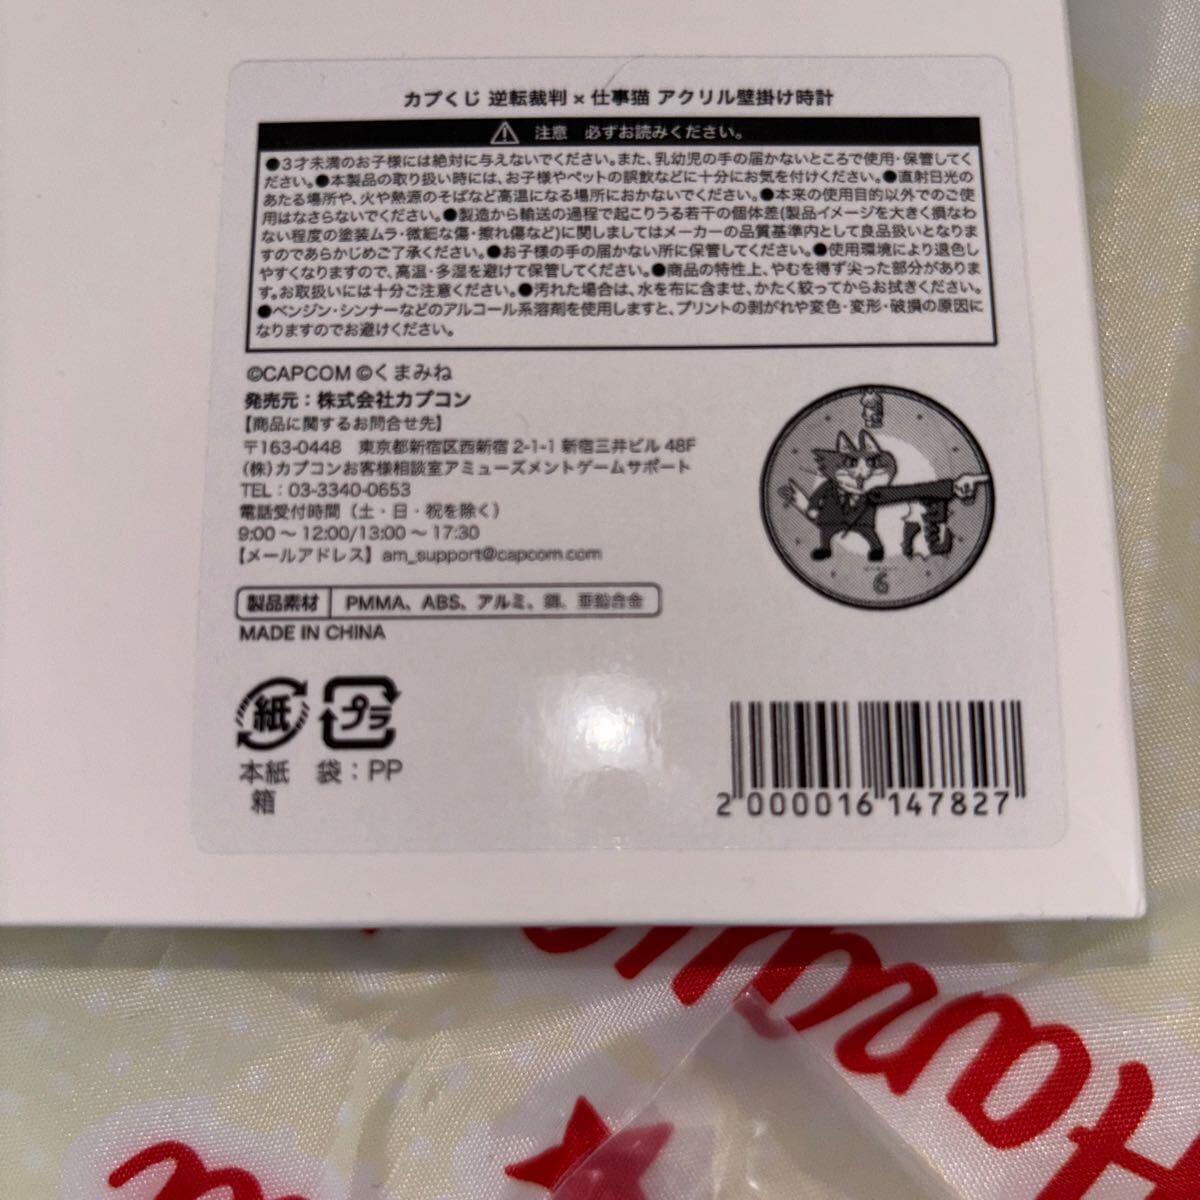 カプくじ 逆転裁判 × 仕事猫 アクリル壁掛け時計
注意 必ずお読みください。
●3才未満のお子様には絶対に与えないでください。また、乳幼児の手の届かないところで使用・保管してく
ださい。●本製品の取り扱い時には、お子様やペットの誤飲などに十分にお気を付けください。●直射日光の
あたる場所や、火や熱源のそばなど高温になる場所におかないでください。●本来の使用目的以外でのご使
用はなさらないでください。●製造から輸送の過程で起こりうる若干の個体差(製品イメージを大きく損なわ
ない程度の塗装ムラ・微細な傷・擦れ傷など)に関しましてはメーカーの品質基準内として良品扱いとなりま
すのであらかじめご了承ください。●お子様の手の届かない所に保管してください。●使用環境により退色し
やすくなりますので、高温・多湿を避けて保管してください。●商品の特性上、やむを得ず尖った部分がありま
す。お取扱いには十分ご注意ください。●汚れた場合は、水を布に含ませ、かたく絞ってからお拭きください。
●ベンジン・シンナーなどのアルコール系溶剤を使用しますと、プリントの剥がれや変色・変形・破損の原因に
なりますのでお避けください。
©CAPCOM ©くまみね
発売元：株式会社カプコン
【商品に関するお問合せ先】
〒163-0448 東京都新宿区西新宿 2-1-1 新宿三井ビル 48F
(株)カプコンお客様相談室アミューズメントゲームサポート
TEL：03-3340-0653
電話受付時間（土・日・祝を除く）
9:00 〜 12:00/13:00 〜 17:30
【メールアドレス】am_support@capcom.com
製品素材 PMMA、ABS、アルミ、鋼、亜鉛合金
MADE IN CHINA
紙 プラ
本紙 袋：PP
箱
6
2 000016 147827